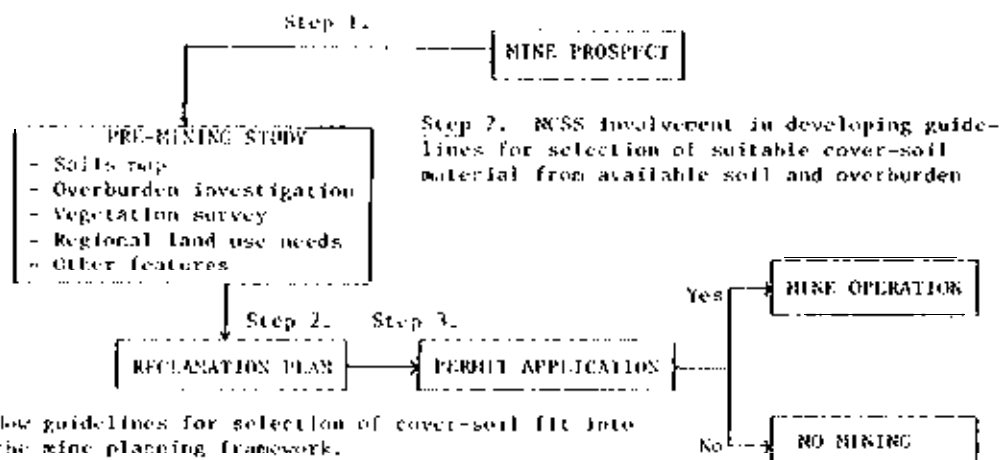 Step 1.
MINE PROSPECT
PRE-MINING STUDY
- Soils map
- Overburden investigation
- Vegetation survey
- Regional land use needs
- Other features
Step 2. NCSS involvement in developing guide-
lines for selection of suitable cover-soil
material from available soil and overburden
Step 2. Step 3.
RECLAMATION PLAN
PERMIT APPLICATION
Yes
MINE OPERATION
No
NO MINING
How guidelines for selection of cover-soil fit into
the mine planning framework.